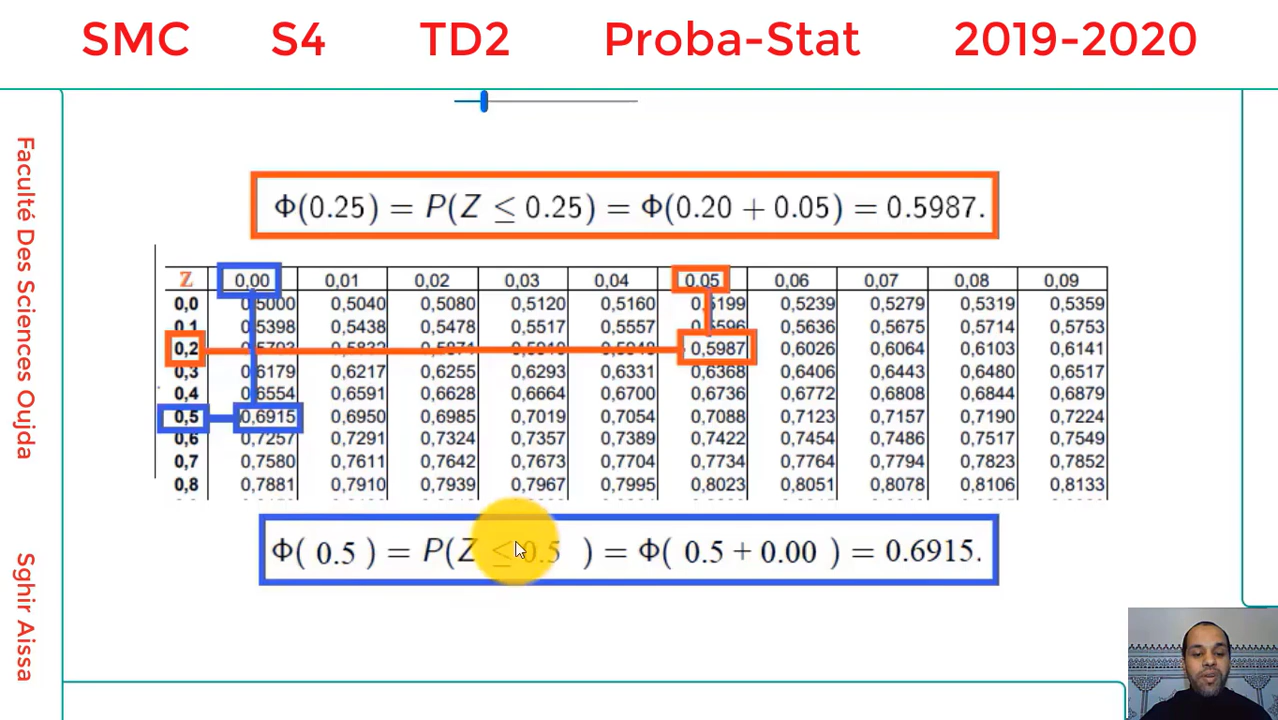 SMC S4 TD2 Proba-Stat 2019-2020
Faculté Des Sciences Oujda
Sghir Aissa
Φ(0.25) = P(Z ≤ 0.25) = Φ(0.20 + 0.05) = 0.5987.
Z 0,00 0,01 0,02 0,03 0,04 0,05 0,06 0,07 0,08 0,09
0,0 0,5000 0,5040 0,5080 0,5120 0,5160 0,5199 0,5239 0,5279 0,5319 0,5359
0,1 0,5398 0,5438 0,5478 0,5517 0,5557 0,5596 0,5636 0,5675 0,5714 0,5753
0,2 0,5987 0,6026 0,6064 0,6103 0,6141
0,3 0,6179 0,6217 0,6255 0,6293 0,6331 0,6368 0,6406 0,6443 0,6480 0,6517
0,4 0,6554 0,6591 0,6628 0,6664 0,6700 0,6736 0,6772 0,6808 0,6844 0,6879
0,5 0,6915 0,6950 0,6985 0,7019 0,7054 0,7088 0,7123 0,7157 0,7190 0,7224
0,6 0,7257 0,7291 0,7324 0,7357 0,7389 0,7422 0,7454 0,7486 0,7517 0,7549
0,7 0,7580 0,7611 0,7642 0,7673 0,7704 0,7734 0,7764 0,7794 0,7823 0,7852
0,8 0,7881 0,7910 0,7939 0,7967 0,7995 0,8023 0,8051 0,8078 0,8106 0,8133
Φ( 0.5 ) = P(Z ≤ 0.5 ) = Φ( 0.5 + 0.00 ) = 0.6915.